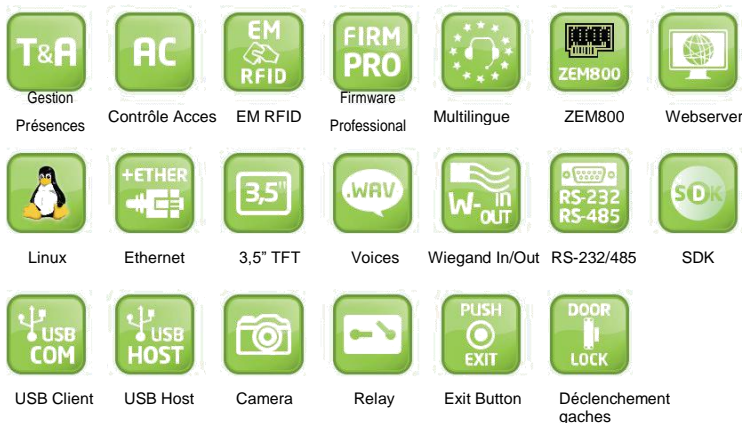 T&A
AC
EM
RFID
FIRM
PRO
ZEM800
Gestion
Présences
Contrôle Acces
EM RFID
Firmware
Professional
Multilingue
ZEM800
Webserver
+ETHER
3,5"
.WAV
W- in
OUT
RS-232
RS-485
SDK
Linux
Ethernet
3,5” TFT
Voices
Wiegand In/Out
RS-232/485
SDK
USB
COM
USB
HOST
PUSH
EXIT
DOOR
LOCK
USB Client
USB Host
Camera
Relay
Exit Button
Déclenchement
gaches